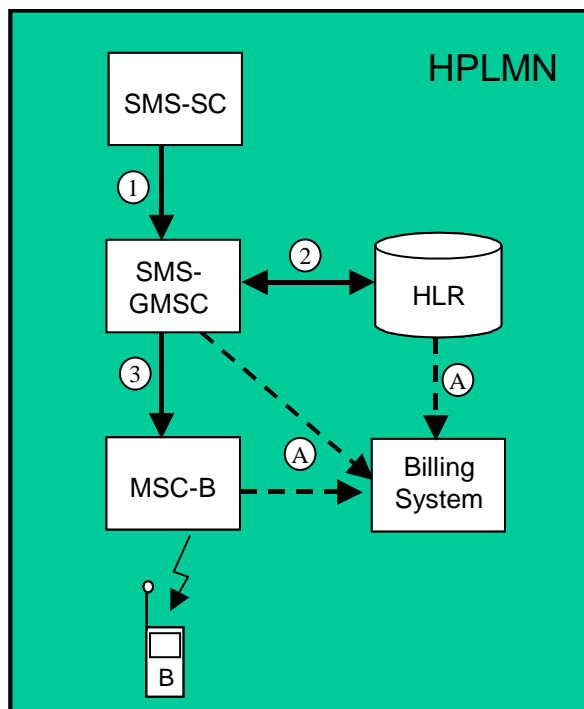 HPLMN
SMS-SC
1
SMS-
GMSC
2
HLR
3
A
A
MSC-B
Billing
System
B